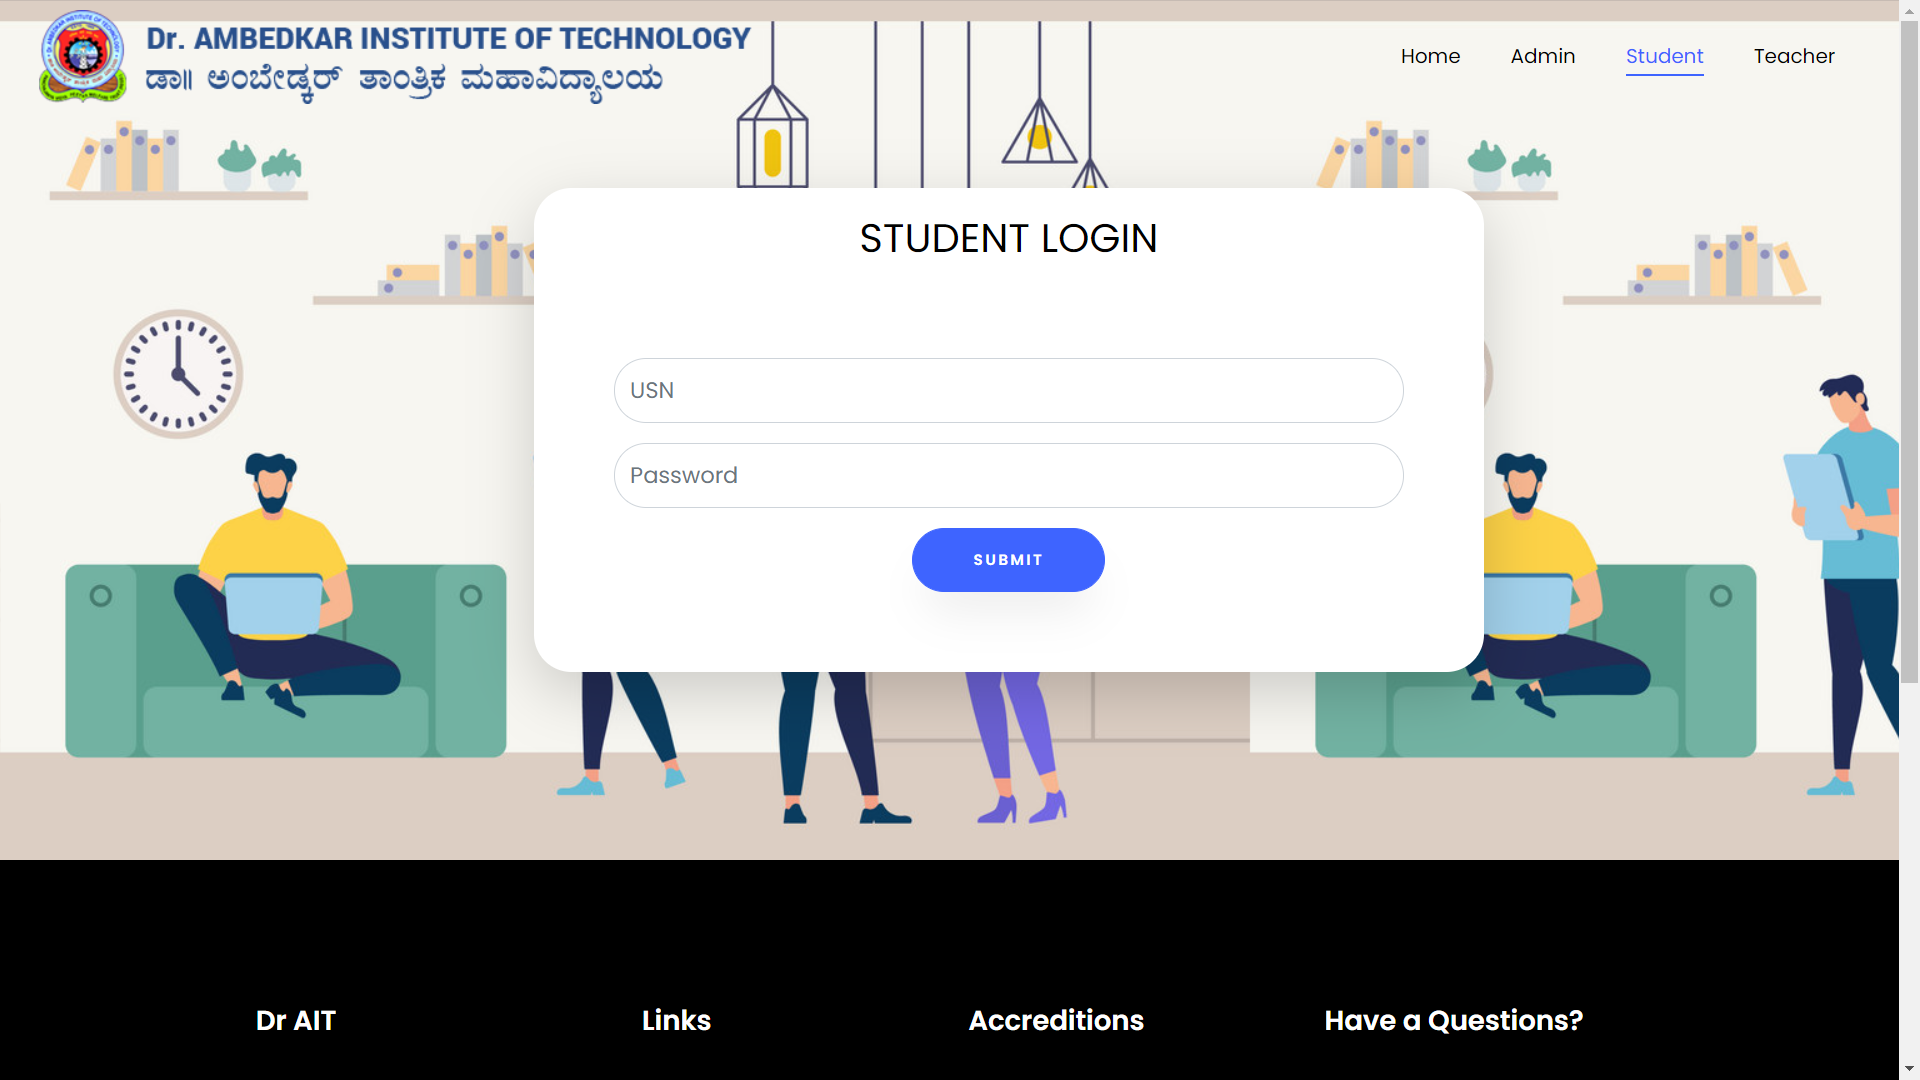 Dr. AMBEDKAR INSTITUTE OF TECHNOLOGY
ಡಾ॥ ಅಂಬೇಡ್ಕರ್ ತಾಂತ್ರಿಕ ಮಹಾವಿದ್ಯಾಲಯ
Home Admin Student Teacher
STUDENT LOGIN
USN
Password
SUBMIT
Dr AIT Links Accreditions Have a Questions?